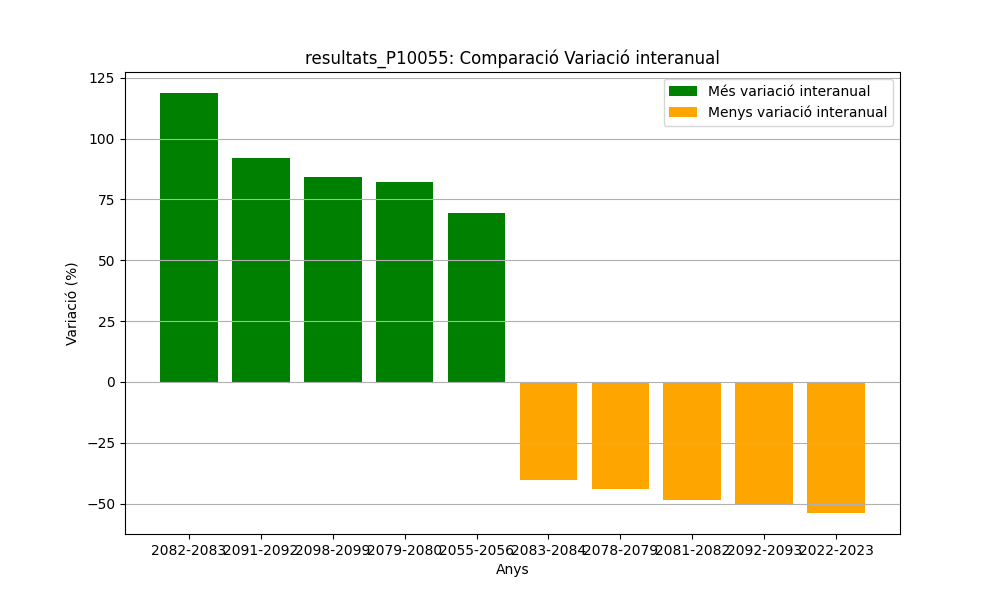 resultats_P10055: Comparació Variació interanual
Més variació interanual
Menys variació interanual
Variació (%)
125
100
75
50
25
0
−25
−50
2082-2083 2091-2092 2098-2099 2079-2080 2055-2056 2083-2084 2078-2079 2081-2082 2092-2093 2022-2023
Anys